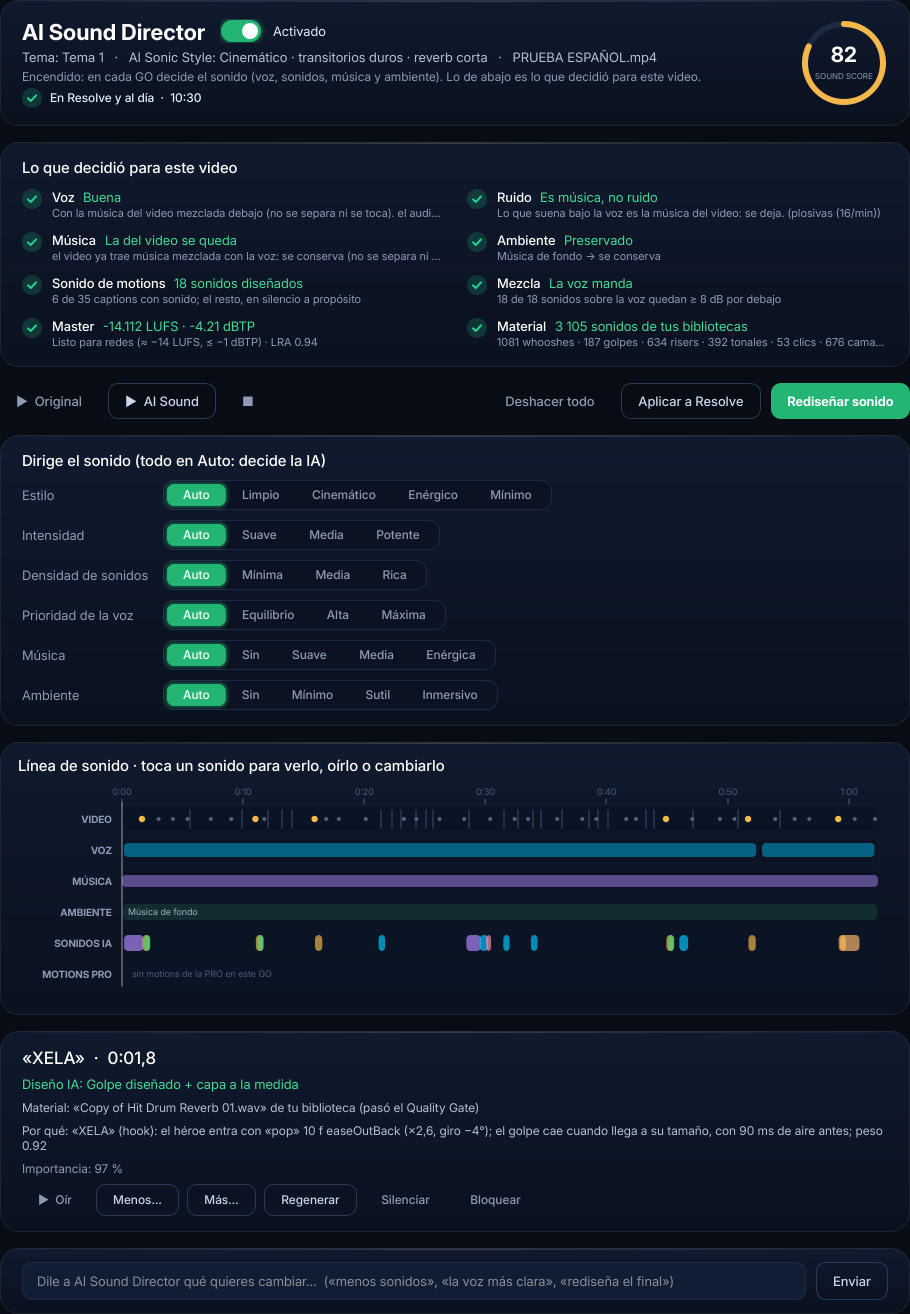 AI Sound Director Activado
82
SOUND SCORE
Tema: Tema 1 · AI Sonic Style: Cinemático · transitorios duros · reverb corta · PRUEBA ESPAÑOL.mp4
Encendido: en cada GO decide el sonido (voz, sonidos, música y ambiente). Lo de abajo es lo que decidió para este video.
En Resolve y al día · 10:30
Lo que decidió para este video
Voz Buena
Con la música del video mezclada debajo (no se separa ni se toca). el audi...
Ruido Es música, no ruido
Lo que suena bajo la voz es la música del video: se deja. (plosivas (16/min))
Música La del video se queda
el video ya trae música mezclada con la voz: se conserva (no se separa ni ...
Ambiente Preservado
Música de fondo → se conserva
Sonido de motions 18 sonidos diseñados
6 de 35 captions con sonido; el resto, en silencio a propósito
Mezcla La voz manda
18 de 18 sonidos sobre la voz quedan ≥ 8 dB por debajo
Master -14.112 LUFS · -4.21 dBTP
Listo para redes (≈ −14 LUFS, ≤ −1 dBTP) · LRA 0.94
Material 3 105 sonidos de tus bibliotecas
1081 whooshes · 187 golpes · 634 risers · 392 tonales · 53 clics · 676 cama...
Original AI Sound Deshacer todo Aplicar a Resolve Rediseñar sonido
Dirige el sonido (todo en Auto: decide la IA)
Estilo Auto Limpio Cinemático Enérgico Mínimo
Intensidad Auto Suave Media Potente
Densidad de sonidos Auto Mínima Media Rica
Prioridad de la voz Auto Equilibrio Alta Máxima
Música Auto Sin Suave Media Enérgica
Ambiente Auto Sin Mínimo Sutil Inmersivo
Línea de sonido · toca un sonido para verlo, oírlo o cambiarlo
0:00 0:10 0:20 0:30 0:40 0:50 1:00
VIDEO
VOZ
MÚSICA
AMBIENTE Música de fondo
SONIDOS IA
MOTIONS PRO sin motions de la PRO en este GO
«XELA» · 0:01,8
Diseño IA: Golpe diseñado + capa a la medida
Material: «Copy of Hit Drum Reverb 01.wav» de tu biblioteca (pasó el Quality Gate)
Por qué: «XELA» (hook): el héroe entra con «pop» 10 f easeOutBack (×2,6, giro −4°); el golpe cae cuando llega a su tamaño, con 90 ms de aire antes; peso
0.92
Importancia: 97 %
Oír Menos... Más... Regenerar Silenciar Bloquear
Dile a AI Sound Director qué quieres cambiar... («menos sonidos», «la voz más clara», «rediseña el final») Enviar